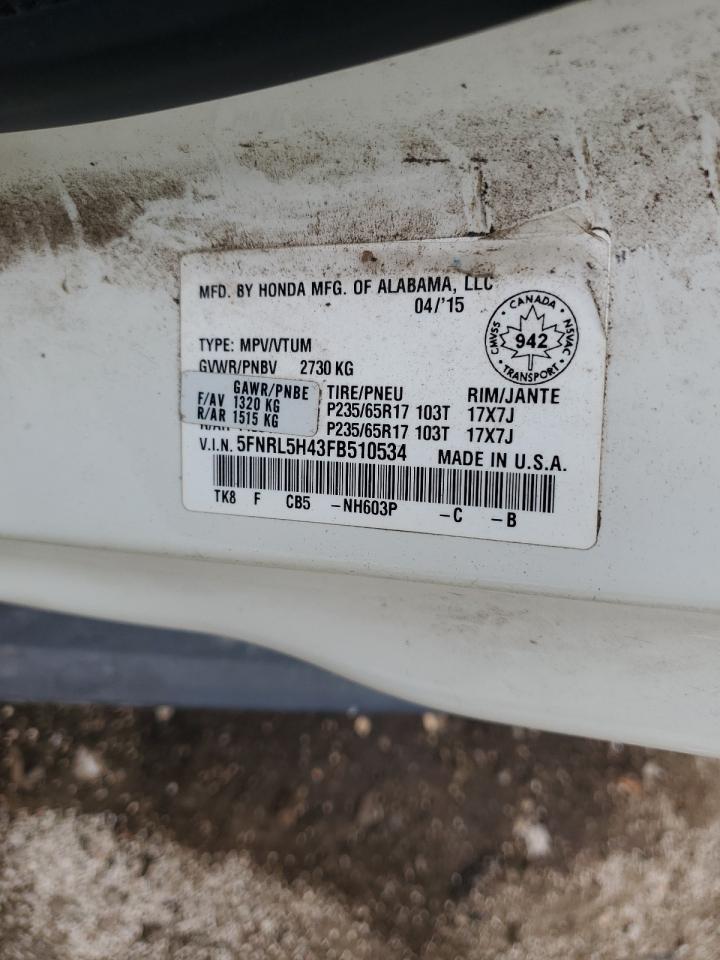 MFD. BY HONDA MFG. OF ALABAMA, LLC
04/'15
CANADA
CMVSS
942
NSVAC
TRANSPORT
TYPE: MPV/VTUM
GVWR/PNBV 2730 KG
GAWR/PNBE TIRE/PNEU RIM/JANTE
F/AV 1320 KG P235/65R17 103T 17X7J
R/AR 1515 KG P235/65R17 103T 17X7J
V.I.N. 5FNRL5H43FB510534 MADE IN U.S.A.
TK8 F CB5 -NH603P -C -B